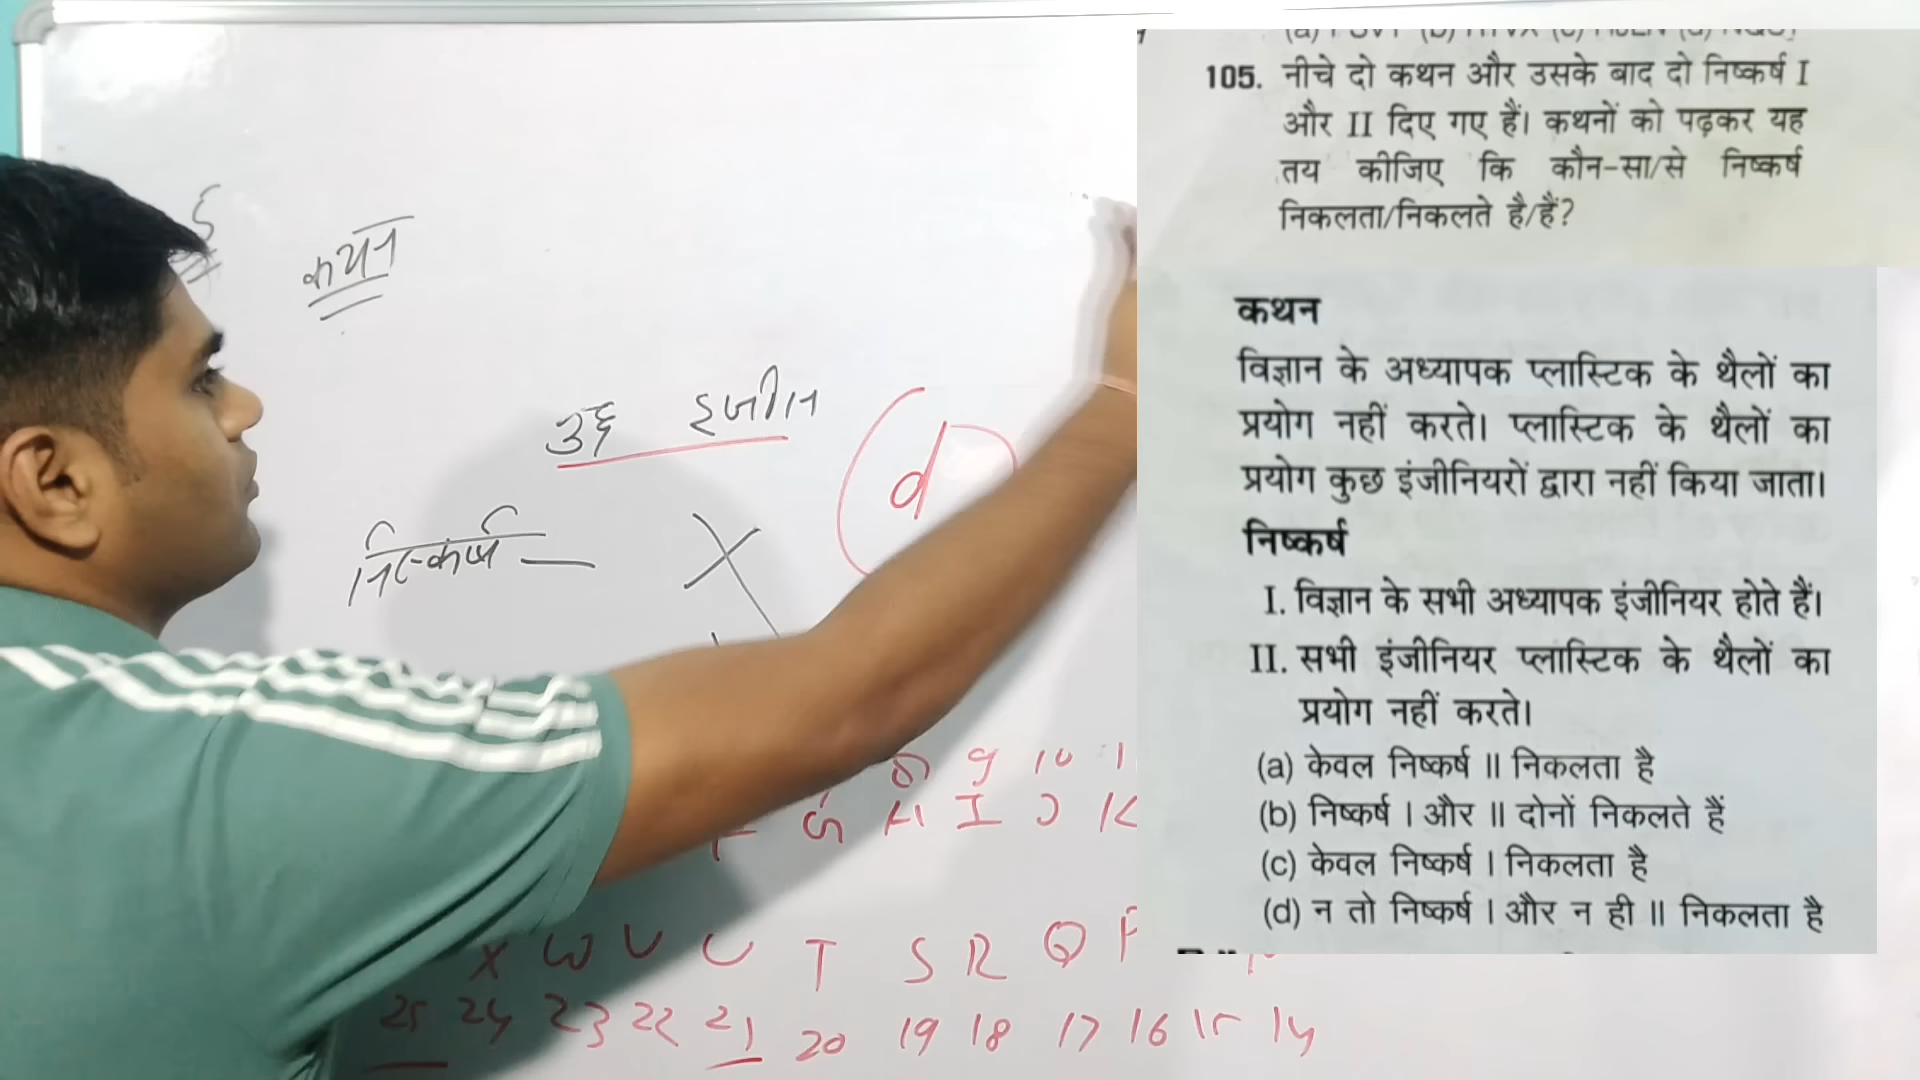 कथन
कुछ इंजीन
d
निष्कर्ष —
8 9 10
G H I J K
X W V U T S R Q P
25 24 23 22 21 20 19 18 17 16 15 14
105. नीचे दो कथन और उसके बाद दो निष्कर्ष I
और II दिए गए हैं। कथनों को पढ़कर यह
तय कीजिए कि कौन-सा/से निष्कर्ष
निकलता/निकलते है/हैं?
कथन
विज्ञान के अध्यापक प्लास्टिक के थैलों का
प्रयोग नहीं करते। प्लास्टिक के थैलों का
प्रयोग कुछ इंजीनियरों द्वारा नहीं किया जाता।
निष्कर्ष
I. विज्ञान के सभी अध्यापक इंजीनियर होते हैं।
II. सभी इंजीनियर प्लास्टिक के थैलों का
प्रयोग नहीं करते।
(a) केवल निष्कर्ष II निकलता है
(b) निष्कर्ष I और II दोनों निकलते हैं
(c) केवल निष्कर्ष I निकलता है
(d) न तो निष्कर्ष I और न ही II निकलता है